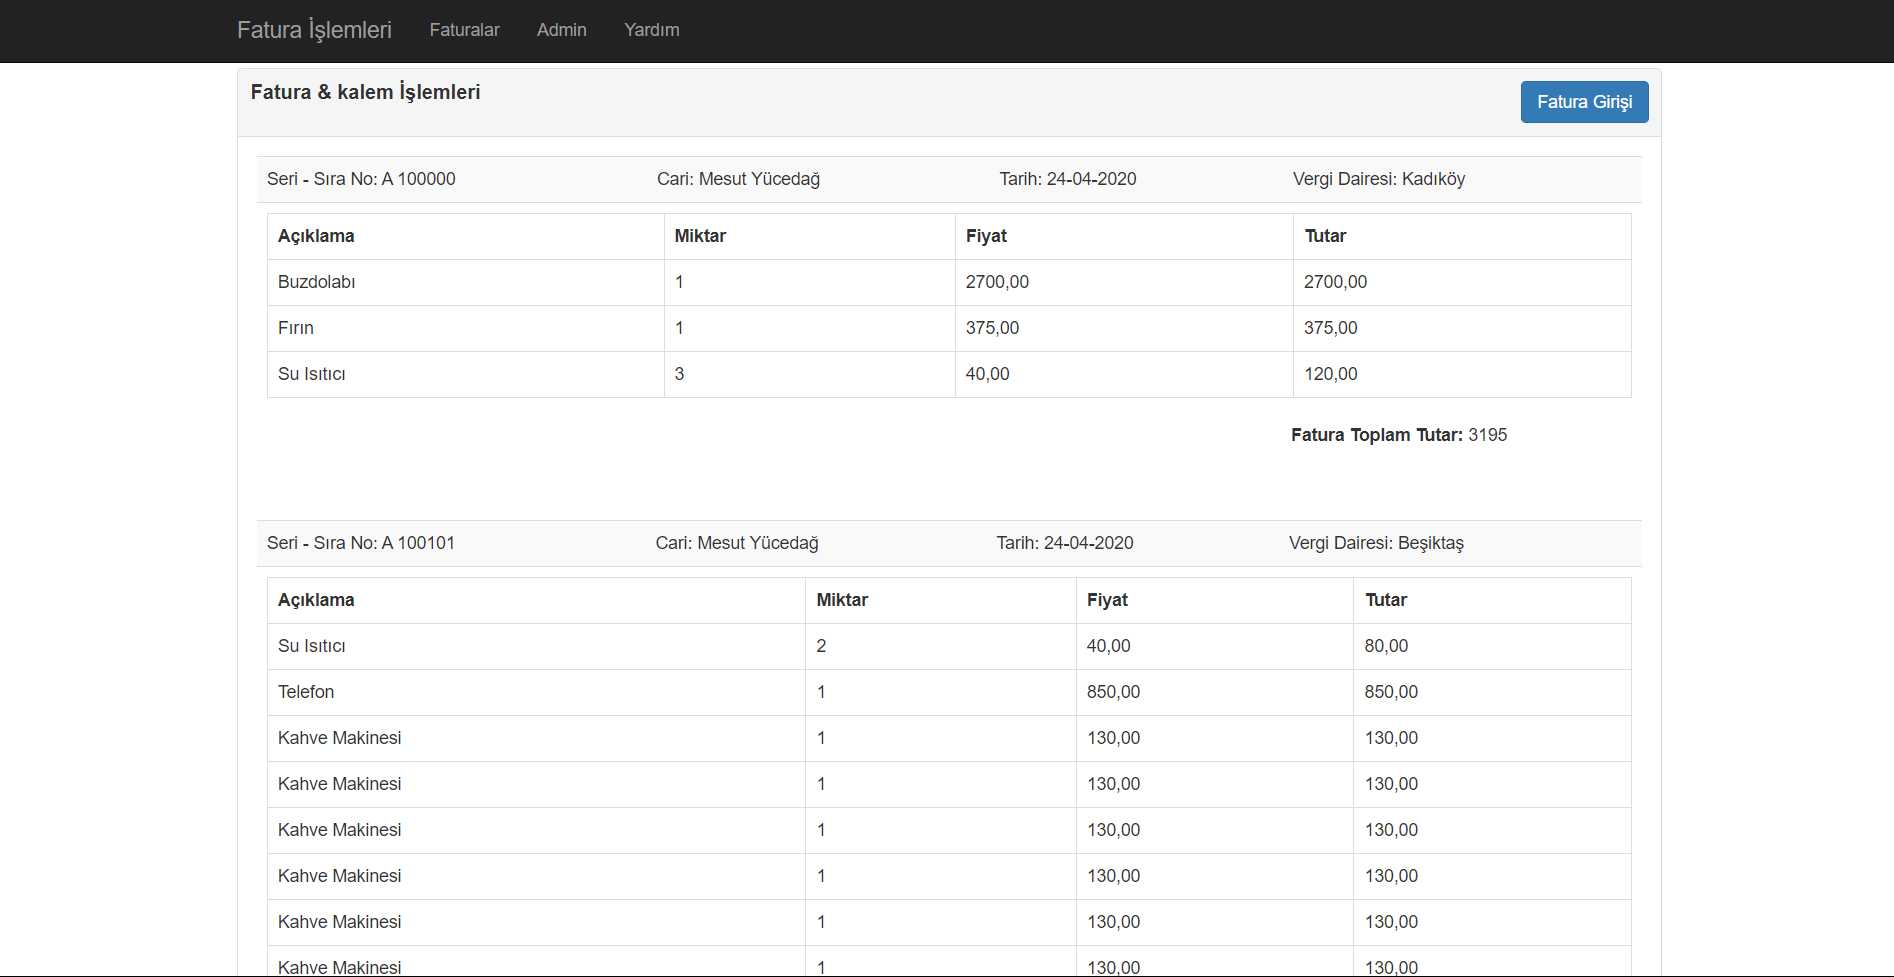 Fatura İşlemleri Faturalar Admin Yardım
Fatura & kalem İşlemleri
Fatura Girişi
Seri - Sıra No: A 100000 Cari: Mesut Yücedağ Tarih: 24-04-2020 Vergi Dairesi: Kadıköy
Açıklama Miktar Fiyat Tutar
Buzdolabı 1 2700,00 2700,00
Fırın 1 375,00 375,00
Su Isıtıcı 3 40,00 120,00
Fatura Toplam Tutar: 3195
Seri - Sıra No: A 100101 Cari: Mesut Yücedağ Tarih: 24-04-2020 Vergi Dairesi: Beşiktaş
Açıklama Miktar Fiyat Tutar
Su Isıtıcı 2 40,00 80,00
Telefon 1 850,00 850,00
Kahve Makinesi 1 130,00 130,00
Kahve Makinesi 1 130,00 130,00
Kahve Makinesi 1 130,00 130,00
Kahve Makinesi 1 130,00 130,00
Kahve Makinesi 1 130,00 130,00
Kahve Makinesi 1 130,00 130,00